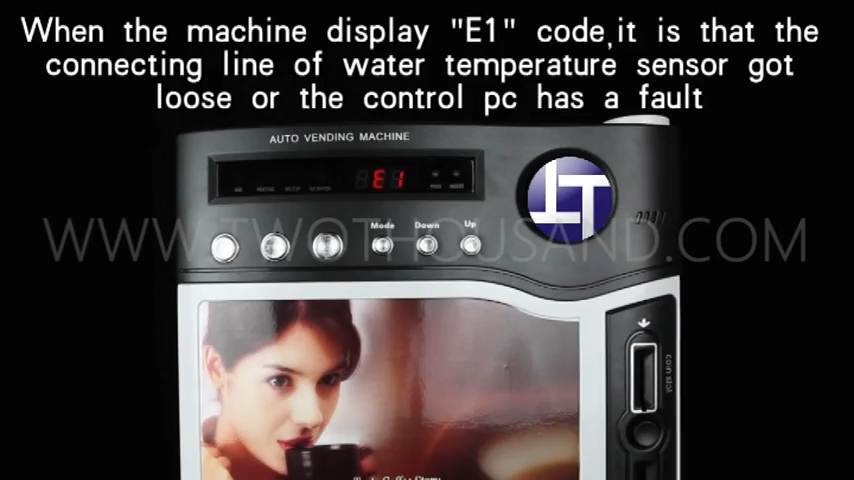 When the machine display "E1" code,it is that the
connecting line of water temperature sensor got
loose or the control pc has a fault
AUTO VENDING MACHINE
E1
LT
Mode Down Up
WWW.TWOTHOUSAND.COM
coin slot